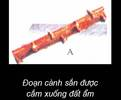 A
Đoạn cành sắn được
cắm xuống đất ẩm